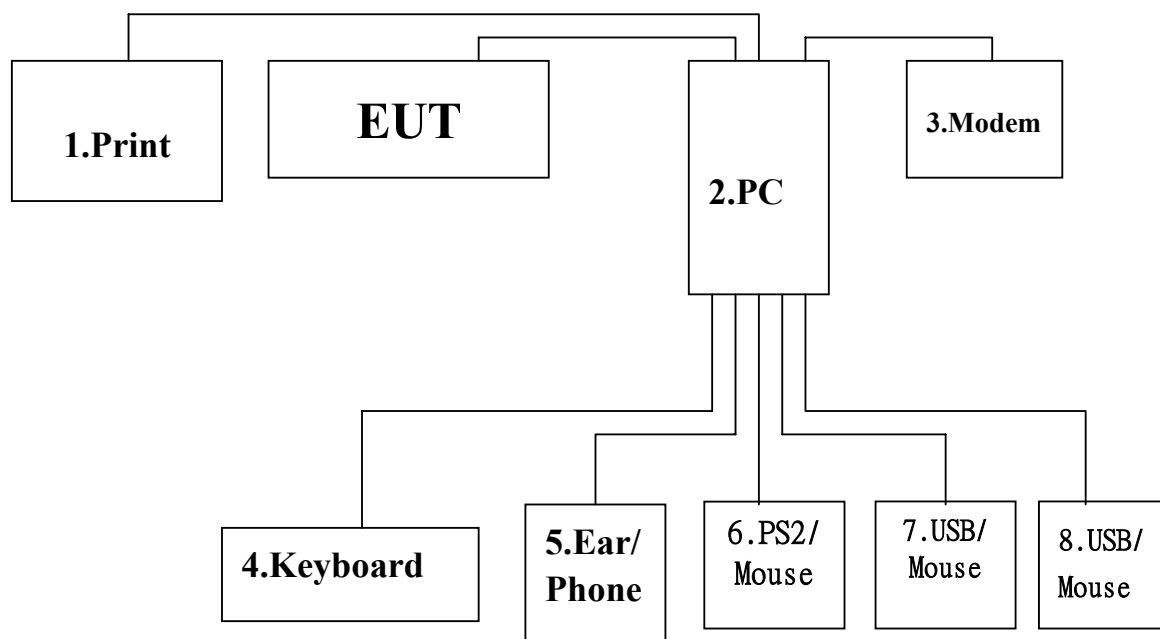 1.Print
EUT
2.PC
3.Modem
4.Keyboard
5.Ear/
Phone
6.PS2/
Mouse
7.USB/
Mouse
8.USB/
Mouse